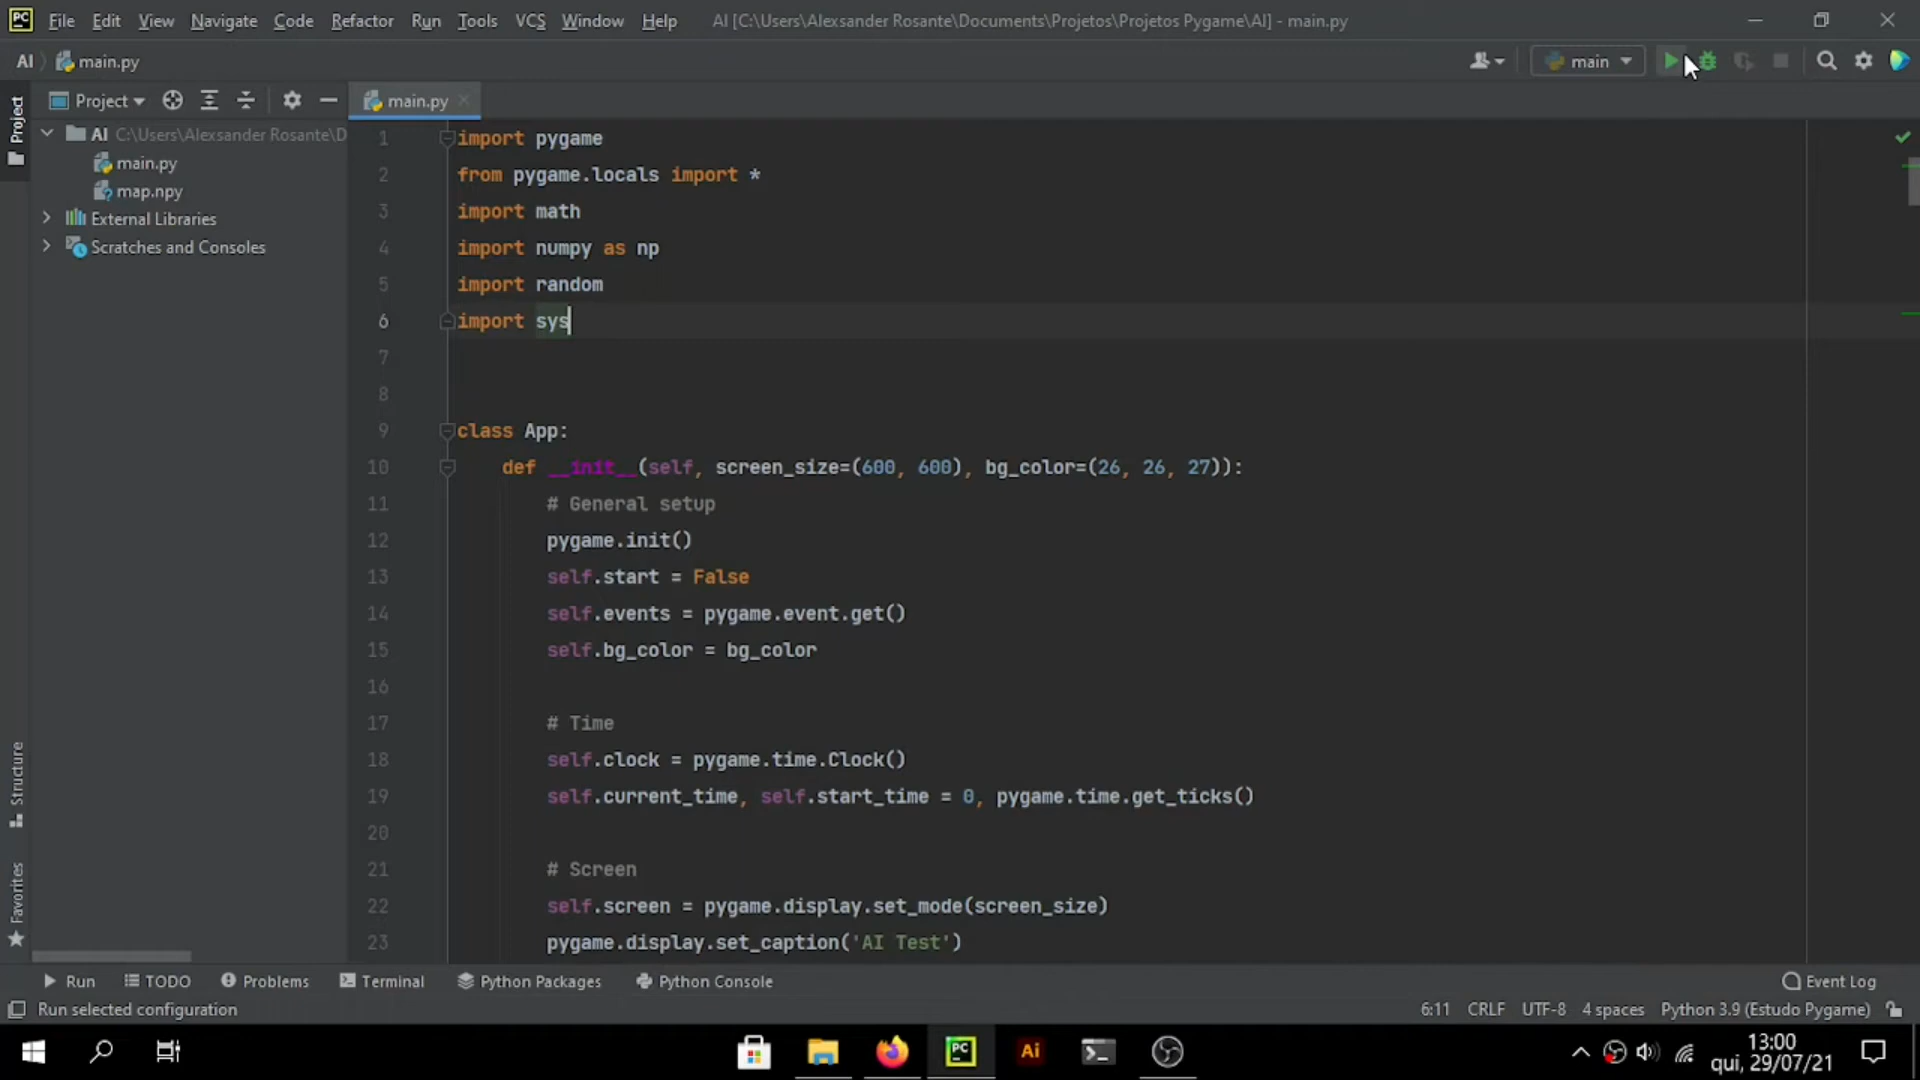 PC File Edit View Navigate Code Refactor Run Tools VCS Window Help AI [C:\Users\Alexsander Rosante\Documents\Projetos\Projetos Pygame\AI] - main.py
AI main.py main
Project Project main.py
AI C:\Users\Alexsander Rosante\D
main.py
map.npy
External Libraries
Scratches and Consoles
1 import pygame
2 from pygame.locals import *
3 import math
4 import numpy as np
5 import random
6 import sys
7
8
9 class App:
10 def __init__(self, screen_size=(600, 600), bg_color=(26, 26, 27)):
11 # General setup
12 pygame.init()
13 self.start = False
14 self.events = pygame.event.get()
15 self.bg_color = bg_color
16
17 # Time
18 self.clock = pygame.time.Clock()
19 self.current_time, self.start_time = 0, pygame.time.get_ticks()
20
21 # Screen
22 self.screen = pygame.display.set_mode(screen_size)
23 pygame.display.set_caption('AI Test')
Structure
Favorites
Run TODO Problems Terminal Python Packages Python Console Event Log
Run selected configuration 6:11 CRLF UTF-8 4 spaces Python 3.9 (Estudo Pygame)
PC Ai 13:00
qui, 29/07/21